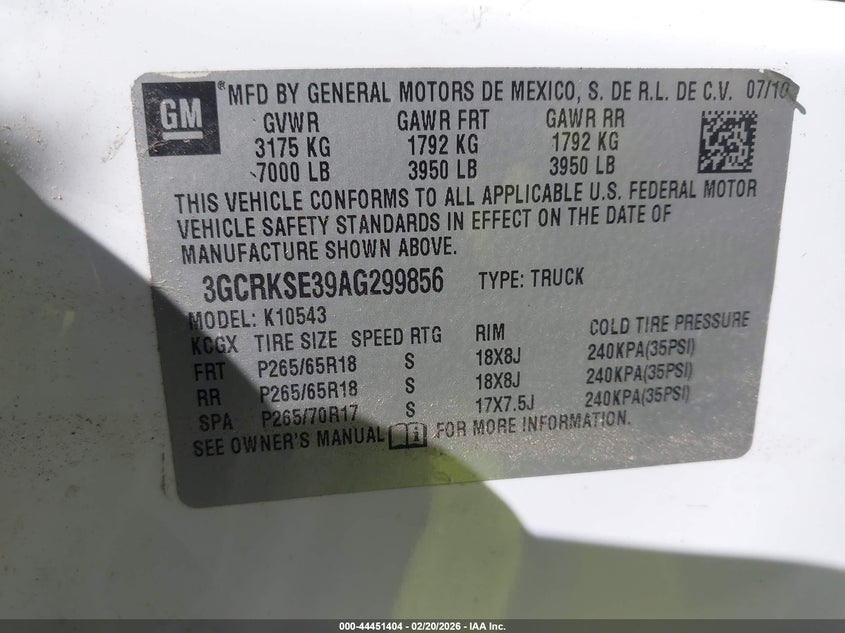 GM ® MFD BY GENERAL MOTORS DE MEXICO, S. DE R.L. DE C.V. 07/10
GVWR GAWR FRT GAWR RR
3175 KG 1792 KG 1792 KG
7000 LB 3950 LB 3950 LB
THIS VEHICLE CONFORMS TO ALL APPLICABLE U.S. FEDERAL MOTOR
VEHICLE SAFETY STANDARDS IN EFFECT ON THE DATE OF
MANUFACTURE SHOWN ABOVE.
3GCRKSE39AG299856 TYPE: TRUCK
MODEL: K10543
KCGX TIRE SIZE SPEED RTG RIM COLD TIRE PRESSURE
FRT P265/65R18 S 18X8J 240KPA(35PSI)
RR P265/65R18 S 18X8J 240KPA(35PSI)
SPA P265/70R17 S 17X7.5J 240KPA(35PSI)
SEE OWNER'S MANUAL FOR MORE INFORMATION.
000-44451404 | 02/20/2026 – IAA Inc.